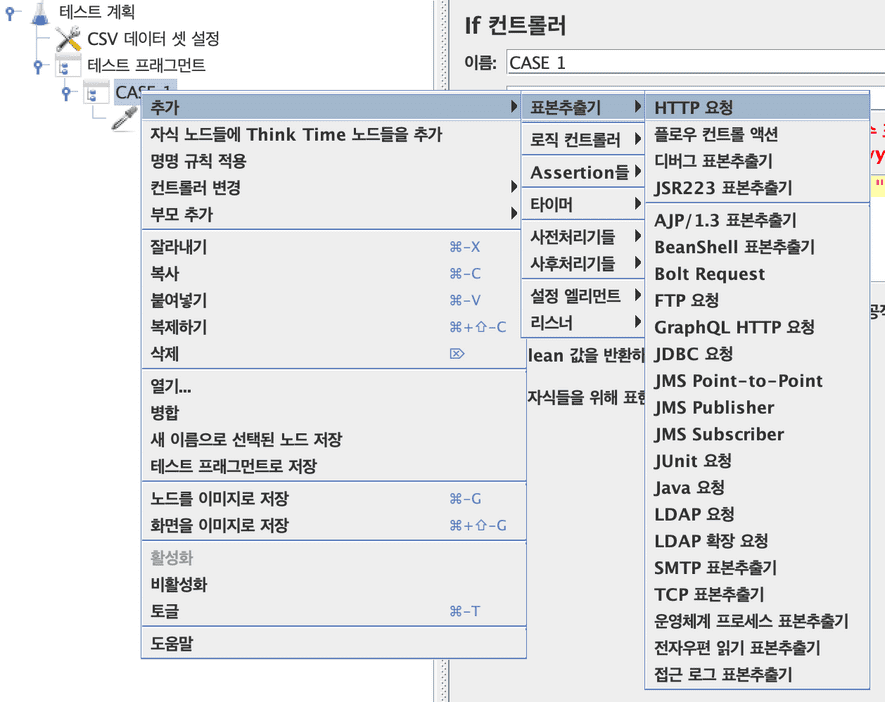 테스트 계획
CSV 데이터 셋 설정
테스트 프래그먼트
CASE 1
If 컨트롤러
이름: CASE 1
추가
자식 노드들에 Think Time 노드들을 추가
명명 규칙 적용
컨트롤러 변경
부모 추가
잘라내기 ⌘-X
복사 ⌘-C
붙여넣기 ⌘-V
복제하기 ⌘+⇧-C
삭제 ⌦
열기...
병합
새 이름으로 선택된 노드 저장
테스트 프래그먼트로 저장
노드를 이미지로 저장 ⌘-G
화면을 이미지로 저장 ⌘+⇧-G
활성화
비활성화
토글 ⌘-T
도움말
표본추출기
로직 컨트롤러
Assertion들
타이머
사전처리기들
사후처리기들
설정 엘리먼트
리스너
lean 값을 반환하
자식들을 위해 표현
HTTP 요청
플로우 컨트롤 액션
디버그 표본추출기
JSR223 표본추출기
AJP/1.3 표본추출기
BeanShell 표본추출기
Bolt Request
FTP 요청
GraphQL HTTP 요청
JDBC 요청
JMS Point-to-Point
JMS Publisher
JMS Subscriber
JUnit 요청
Java 요청
LDAP 요청
LDAP 확장 요청
SMTP 표본추출기
TCP 표본추출기
운영체계 프로세스 표본추출기
전자우편 읽기 표본추출기
접근 로그 표본추출기